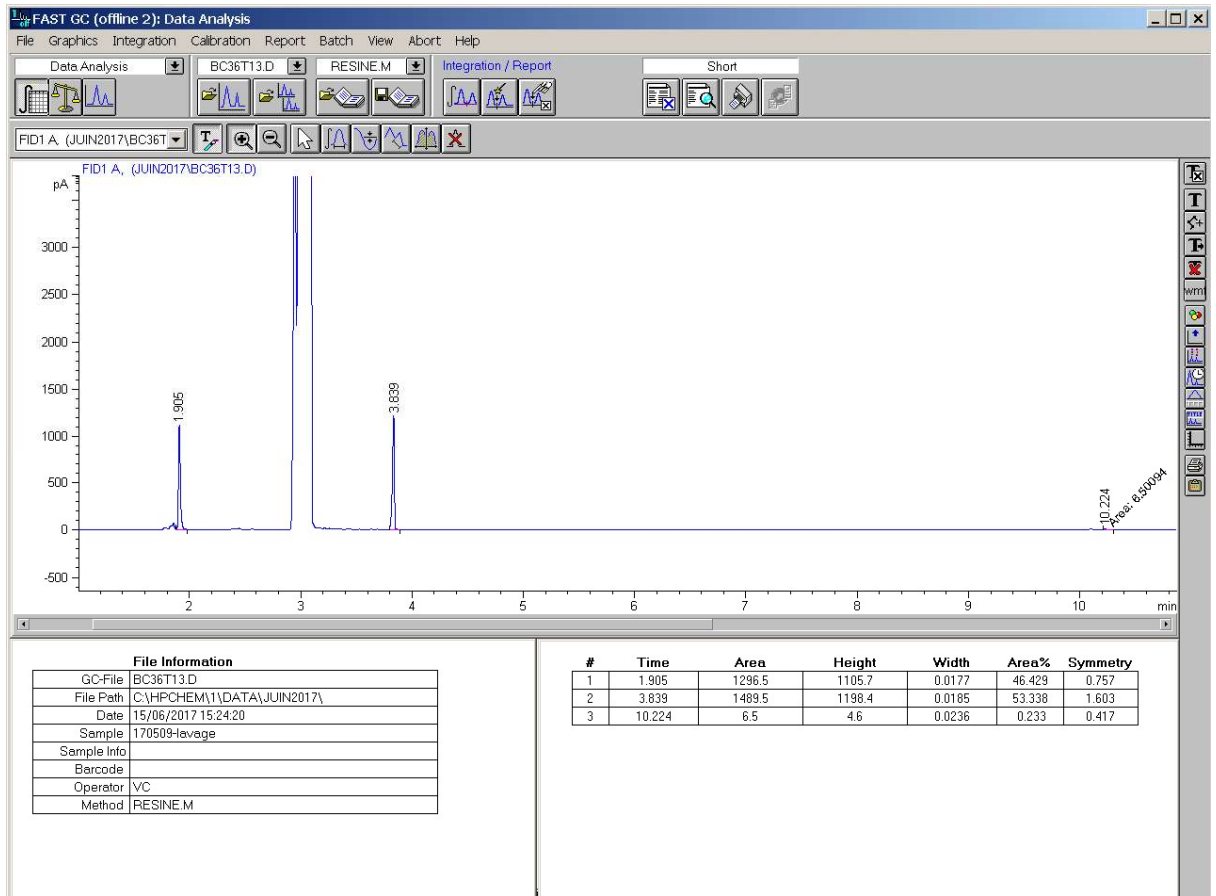 FAST GC (offline 2): Data Analysis
File Graphics Integration Calibration Report Batch View Abort Help
Data Analysis BC36T13.D RESINE.M Integration / Report Short
FID1 A, (JUIN2017\BC36T
FID1 A, (JUIN2017\BC36T13.D)
pA
3000
2500
2000
1500
1000
500
0
-500
1.905
3.839
10.224
Area: 6.50094
2 3 4 5 6 7 8 9 10 min
File Information
GC-File BC36T13.D
File Path C:\HPCHEM\1\DATA\JUIN2017\
Date 15/06/2017 15:24:20
Sample 170509-lavage
Sample Info
Barcode
Operator VC
Method RESINE.M
# Time Area Height Width Area% Symmetry
1 1.905 1296.5 1105.7 0.0177 46.429 0.757
2 3.839 1489.5 1198.4 0.0185 53.338 1.603
3 10.224 6.5 4.6 0.0236 0.233 0.417